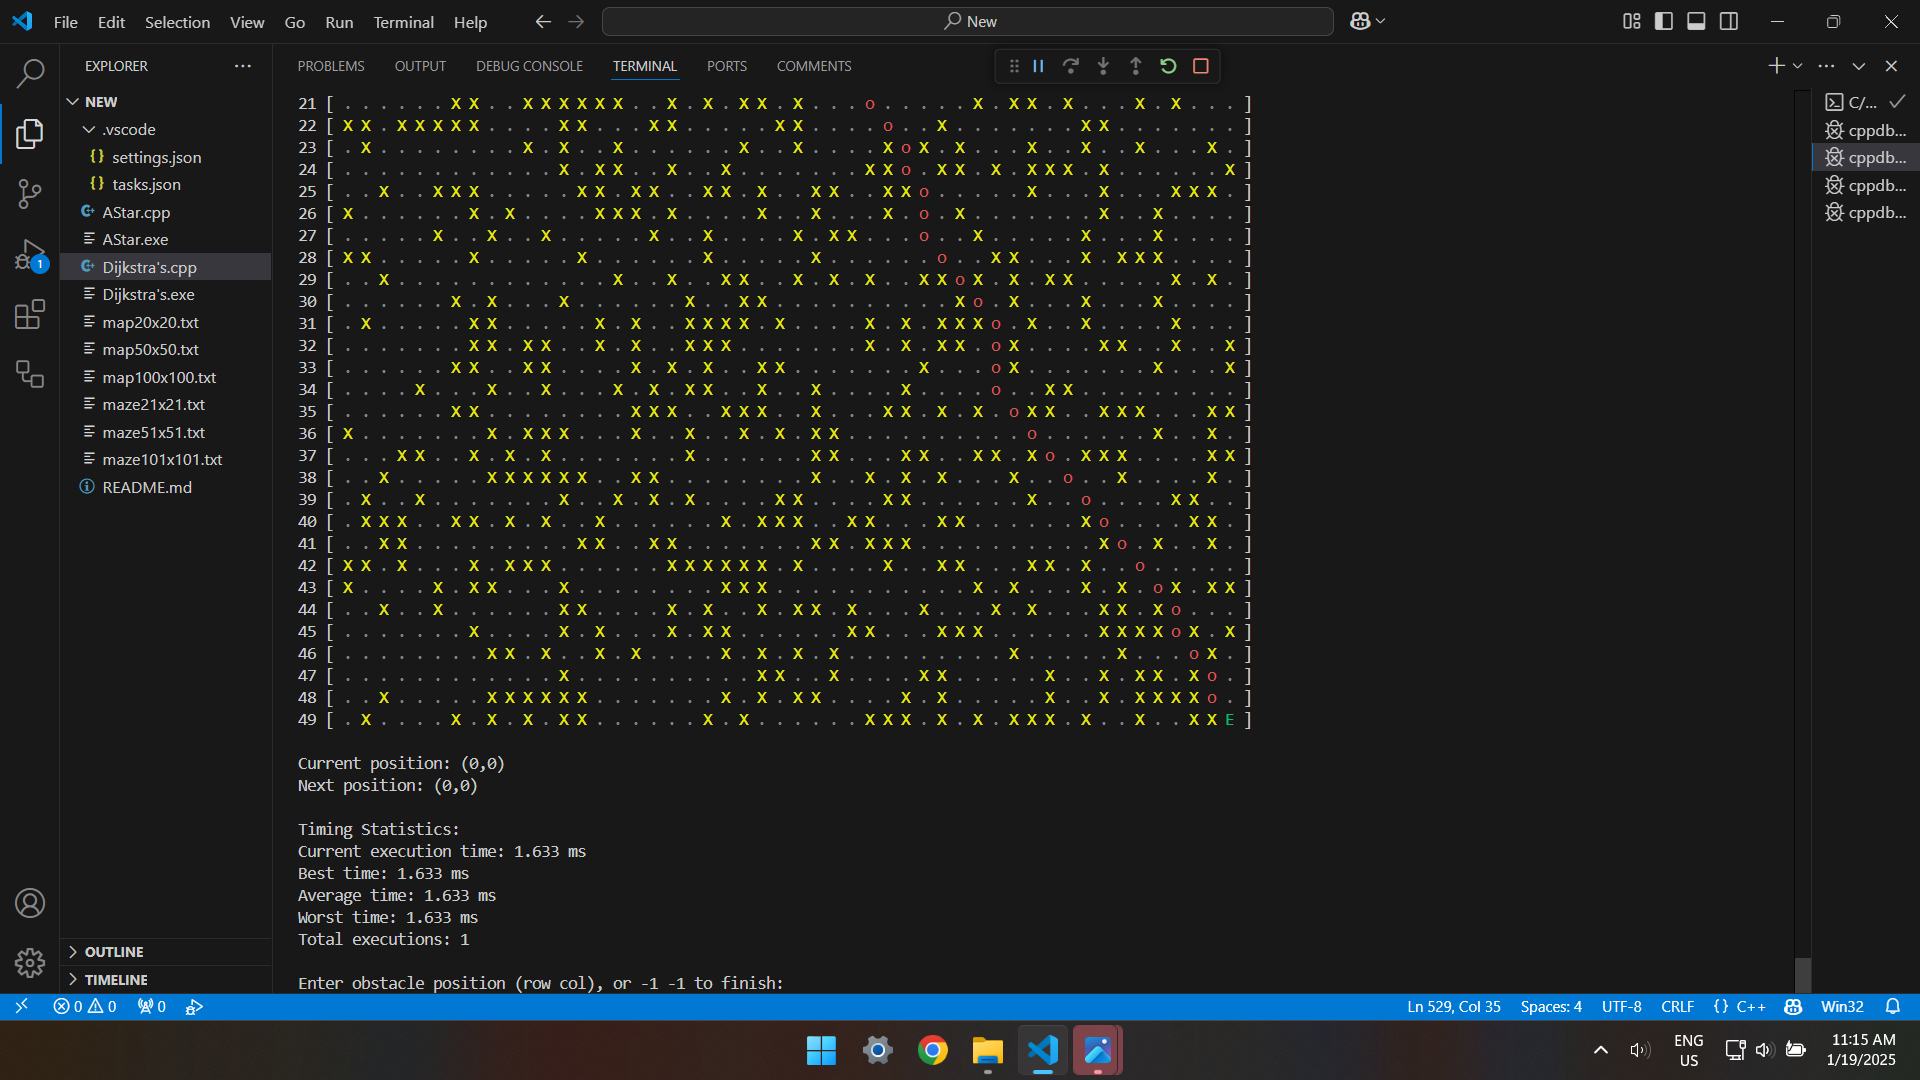 File Edit Selection View Go Run Terminal Help
New
EXPLORER
NEW
.vscode
settings.json
tasks.json
AStar.cpp
AStar.exe
Dijkstra's.cpp
Dijkstra's.exe
map20x20.txt
map50x50.txt
map100x100.txt
maze21x21.txt
maze51x51.txt
maze101x101.txt
README.md
OUTLINE
TIMELINE
1
PROBLEMS OUTPUT DEBUG CONSOLE TERMINAL PORTS COMMENTS
21 [ . . . . . . X X . . X X X X X X . . X . X . X X . X . . . o . . . . . X . X X . X . . . X . X . . . ]
22 [ X X . X X X X X . . . . X X . . . X X . . . . . X X . . . . o . . X . . . . . . . X X . . . . . . . ]
23 [ . X . . . . . . . . X . X . . X . . . . . . X . . X . . . . X o X . X . . . X . . X . . X . . . X . ]
24 [ . . . . . . . . . . . . X . X X . . X . . X . . . . . . . X X o . X X . X . X X X . X . . . . . . X ]
25 [ . . X . . X X X . . . . . X X . X X . . X X . X . . X X . . X X o . . . . . X . . . X . . . X X X . ]
26 [ X . . . . . . X . X . . . . X X X . X . . . . X . . X . . . X . o . X . . . . . . . X . . X . . . . ]
27 [ . . . . . X . . X . . X . . . . . X . . X . . . . X . X X . . . o . . X . . . . . X . . . X . . . . ]
28 [ X X . . . . . X . . . . . X . . . . . . X . . . . . X . . . . . . o . . X X . . . X . X X X . . . . ]
29 [ . . X . . . . . . . . . . . . X . . X . . X X . . X . X . X . . X X o X . X . X X . . . . . X . X . ]
30 [ . . . . . . X . X . . . X . . . . . . X . . X X . . . . . . . . . . X o . X . . . X . . . X . . . . ]
31 [ . X . . . . . X X . . . . . X . X . . X X X X . X . . . . X . X . X X X o . X . . X . . . . X . . . ]
32 [ . . . . . . . X X . X X . . X . X . . X X X . . . . . . . X . X . X X . o X . . . . X X . . X . . X ]
33 [ . . . . . . X X . . X X . . . . X . X . X . . X X . . . . . . . X . . . o X . . . . . . . X . . . X ]
34 [ . . . . X . . . X . . X . . . X . X . X X . . X . . X . . . . X . . . . o . . X X . . . . . . . . . ]
35 [ . . . . . . X X . . . . . . . . X X X . . X X X . . X . . . X X . X . X . o X X . . X X X . . . X X ]
36 [ X . . . . . . . X . X X X . . . X . . X . . X . X . X X . . . . . . . . . . o . . . . . . X . . X . ]
37 [ . . . X X . . X . X . X . . . . . . . X . . . . . . X X . . . X X . . X X . X o . X X X . . . . X X ]
38 [ . . X . . . . . X X X X X X . . X X . . . . . . . . X . . X . X . X . . . X . . o . . X . . . . X . ]
39 [ . X . . X . . . . . . . X . . X . X . X . . . . X X . . . . X X . . . . . . X . . o . . . . X X . . ]
40 [ . X X X . . X X . X . X . . X . . . . . . X . X X X . . X X . . . X X . . . . . . X o . . . . X X . ]
41 [ . . X X . . . . . . . . . X X . . X X . . . . . . . X X . X X X . . . . . . . . . . X o . X . . X . ]
42 [ X X . X . . . X . X X X . . . . . . X X X X X X . X . . . . X . . X X . . . X X . X . . o . . . . . ]
43 [ X . . . . X . X X . . . X . . . . . . . . X X X . . . . . . . . . . . X . X . . . X . X . o X . X X ]
44 [ . . X . . X . . . . . . X X . . . . X . X . . X . X X . X . . . X . . . X . X . . . X X . X o . . . ]
45 [ . . . . . . . X . . . . X . X . . . X . X X . . . . . . X X . . . X X X . . . . . . X X X X o X . X ]
46 [ . . . . . . . . X X . X . . X . X . . . . X . X . X . X . . . . . . . . . X . . . . . X . . . o X . ]
47 [ . . . . . . . . . . . . X . . . . . . . . . . X X . . X . . . . X X . . . . . X . . X . X X . X o . ]
48 [ . . X . . . . . X X X X X X . . . . . . . X . X . X X . . . . X . X . . . . . X . . X . X X X X o . ]
49 [ . X . . . . X . X . X . X X . . . . . . X . X . . . . . . X X X . X . X . X X X . X . . X . . X X E ]
Current position: (0,0)
Next position: (0,0)
Timing Statistics:
Current execution time: 1.633 ms
Best time: 1.633 ms
Average time: 1.633 ms
Worst time: 1.633 ms
Total executions: 1
Enter obstacle position (row col), or -1 -1 to finish:
C/...
cppdb...
cppdb...
cppdb...
cppdb...
0 0 0 Ln 529, Col 35 Spaces: 4 UTF-8 CRLF {} C++ Win32
ENG
US
11:15 AM
1/19/2025